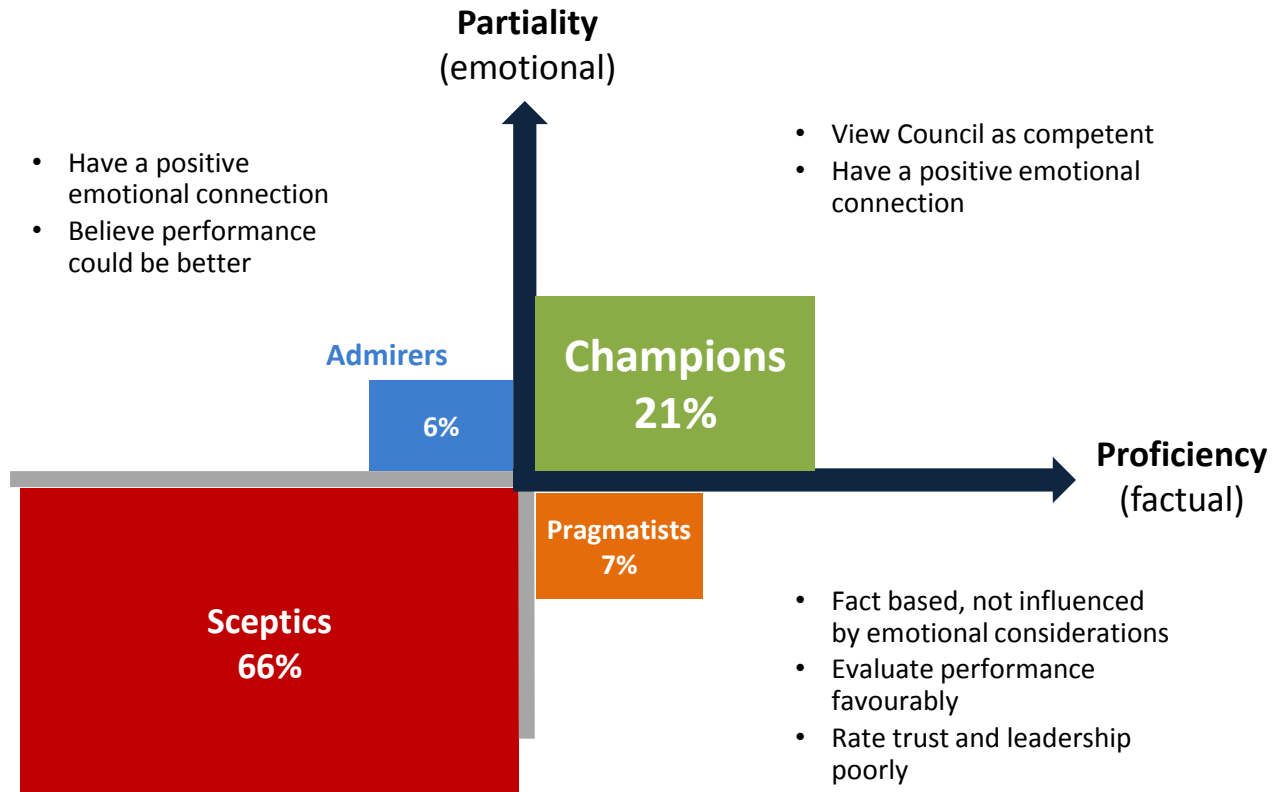 Partiality
(emotional)
• Have a positive
emotional connection
• Believe performance
could be better
• View Council as competent
• Have a positive emotional
connection
Admirers
6%
Champions
21%
Proficiency
(factual)
Pragmatists
7%
Sceptics
66%
• Fact based, not influenced
by emotional considerations
• Evaluate performance
favourably
• Rate trust and leadership
poorly